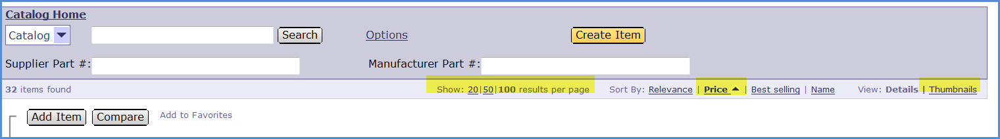 Catalog Home
Catalog Search Options Create Item
Supplier Part #: Manufacturer Part #:
32 items found Show: 20|50|100 results per page Sort By: Relevance | Price | Best selling | Name View: Details | Thumbnails
Add Item Compare Add to Favorites